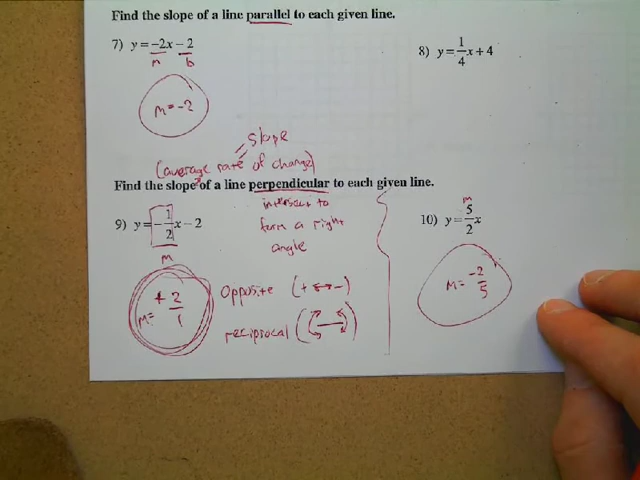 Find the slope of a line parallel to each given line.
7) y=-2x-2
m b
m=-2
8) y=1/4x+4
slope
(average rate of change)
Find the slope of a line perpendicular to each given line.
9) y=-1/2x-2
m
intersect to
form a right
angle
m=+2/1
opposite (+↔-)
reciprocal
m
10) y=5/2x
m=-2/5